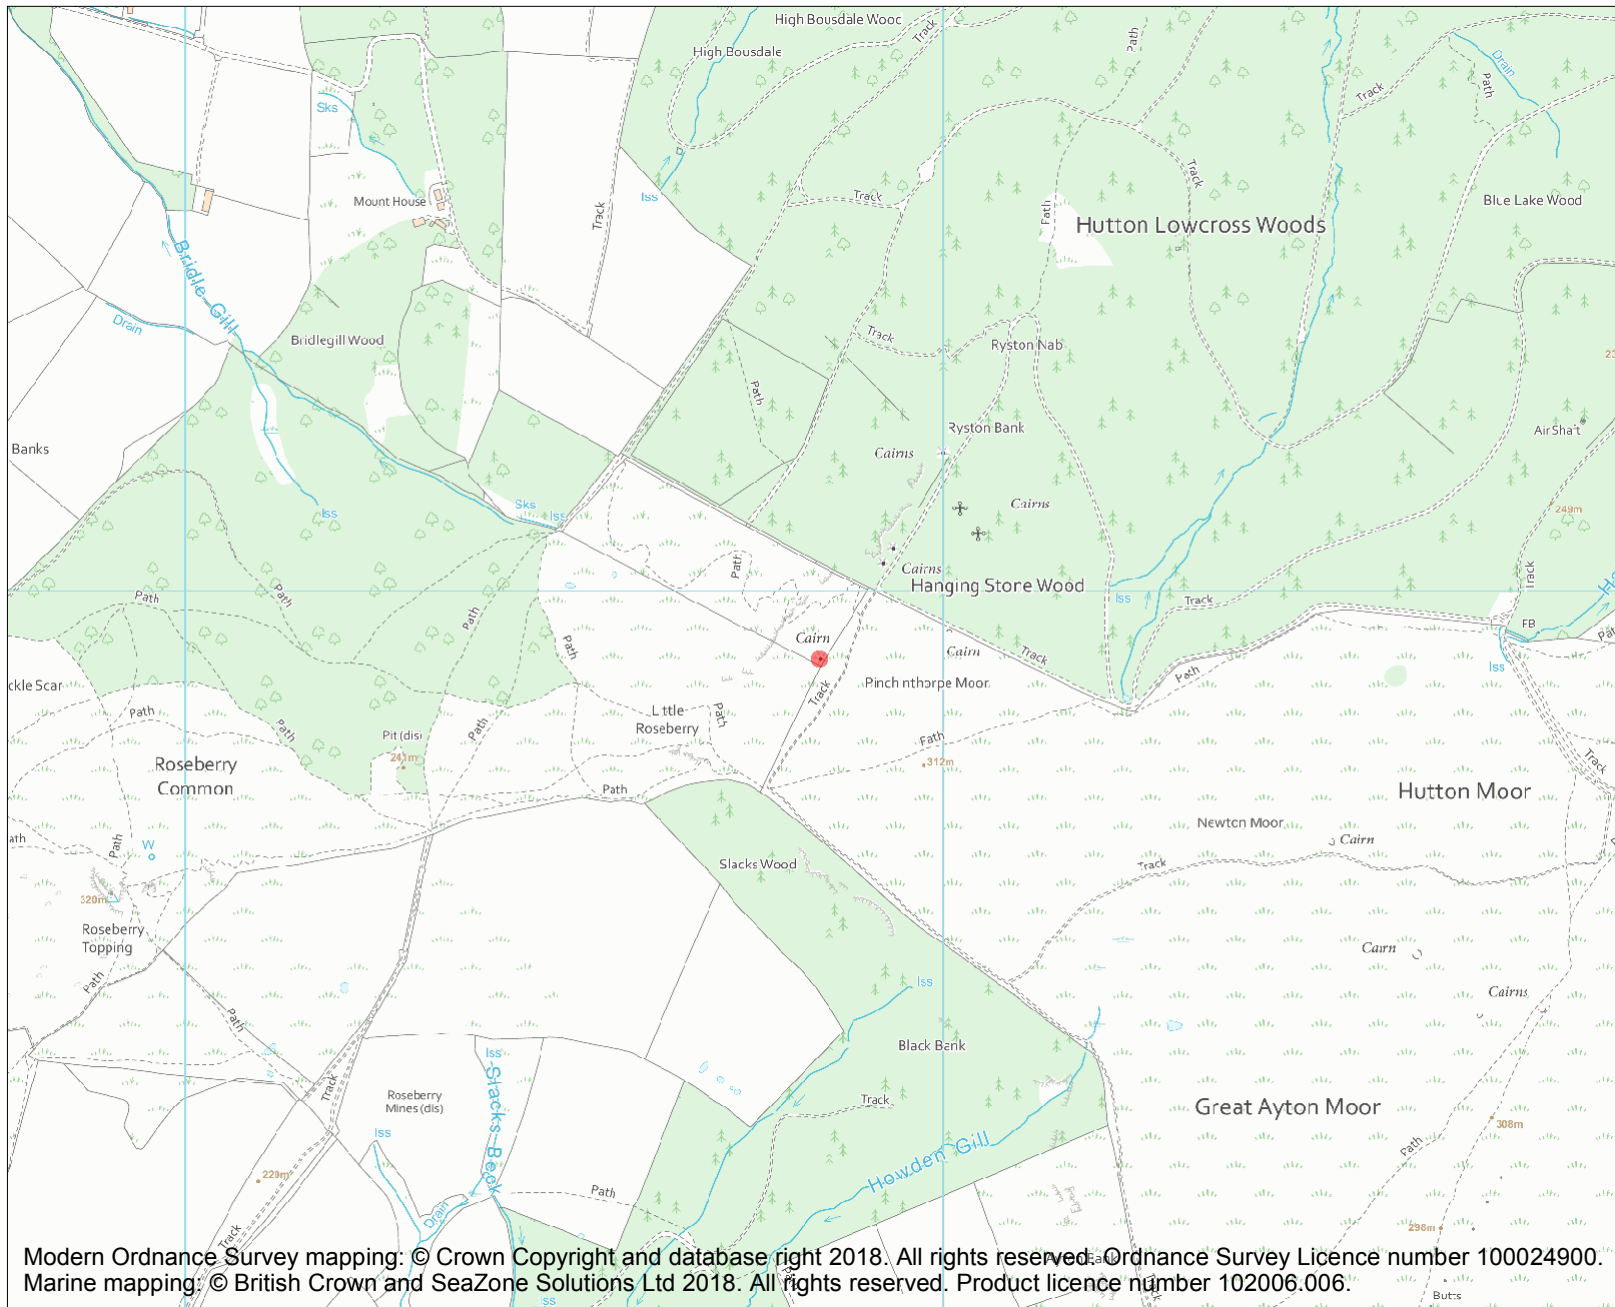 High Bousdale Wood
High Bousdale
Track
Path
Drain
Path
Track
Sks
Mount House
Track
Iss
Track
Path
Track
Hutton Lowcross Woods
Blue Lake Wood
Bridle Gill
Drain
Bridlegill Wood
Track
Ryston Nab
Path
Banks
Ryston Bank
Air Shaft
Cairns
Cairns
249m
Sks
Iss
Iss
Path
Cairns
Hanging Stone Wood
Track
Path
Path
Path
Iss
Track
FB
Path
Cairn
Cairn
Track
Path
Iss
ckle Scar
Pinchinthorpe Moor
Track
Path
Path
Path
Little
Roseberry
Path
Pit (dis)
241m
Path
312m
Roseberry
Common
Path
Track
Hutton Moor
Newton Moor
Cairn
ath
Path
W
Slacks Wood
Track
320m
Roseberry
Topping
Cairn
Path
Iss
Cairns
Path
Black Bank
Iss
Slacks Beck
Track
Roseberry
Mines (dis)
Track
Great Ayton Moor
308m
Iss
Path
Howden Gill
229m
Path
Drain
Track
298m
Modern Ordnance Survey mapping: © Crown Copyright and database right 2018. All rights reserved. Ordnance Survey Licence number 100024900.
Marine mapping: © British Crown and SeaZone Solutions Ltd 2018. All rights reserved. Product licence number 102006.006.
Iss
Path
Track
Butts